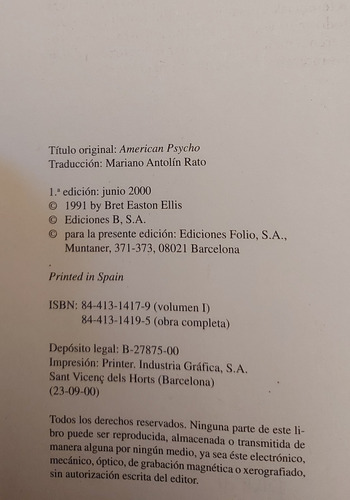 Título original: American Psycho
Traducción: Mariano Antolín Rato
1.ª edición: junio 2000
© 1991 by Bret Easton Ellis
© Ediciones B, S.A.
© para la presente edición: Ediciones Folio, S.A.,
Muntaner, 371-373, 08021 Barcelona
Printed in Spain
ISBN: 84-413-1417-9 (volumen I)
84-413-1419-5 (obra completa)
Depósito legal: B-27875-00
Impresión: Printer. Industria Gráfica, S.A.
Sant Vicenç dels Horts (Barcelona)
(23-09-00)
Todos los derechos reservados. Ninguna parte de este li-
bro puede ser reproducida, almacenada o transmitida de
manera alguna por ningún medio, ya sea éste electrónico,
mecánico, óptico, de grabación magnética o xerografiado,
sin autorización escrita del editor.